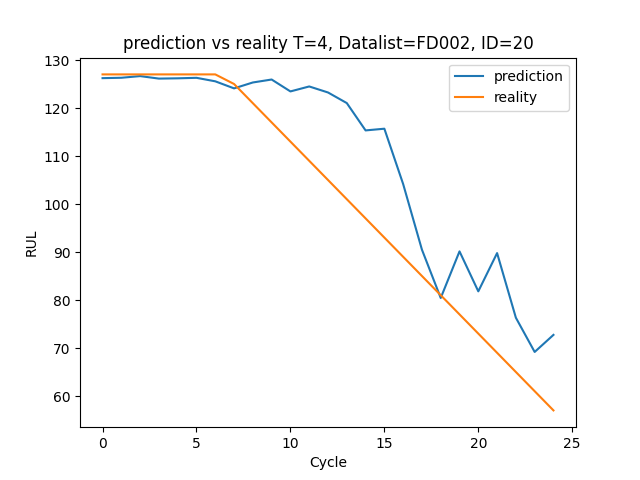 prediction vs reality T=4, Datalist=FD002, ID=20
prediction
reality
130
120
110
100
90
80
70
60
RUL
0 5 10 15 20 25
Cycle